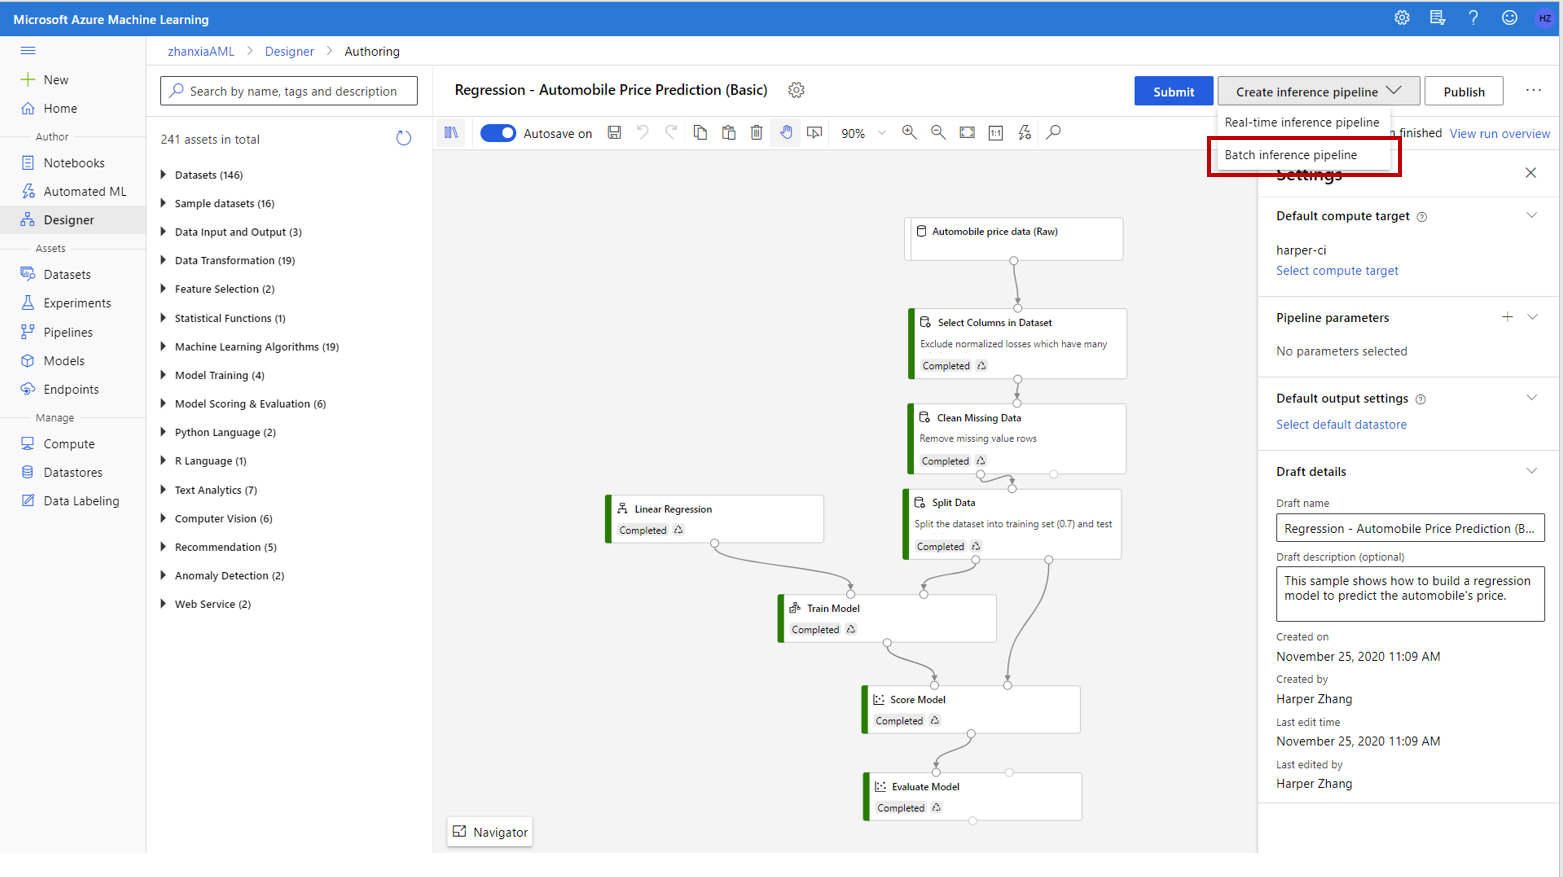 Microsoft Azure Machine Learning
HZ
zhanxiaAML > Designer > Authoring
New
Home
Author
Notebooks
Automated ML
Designer
Assets
Datasets
Experiments
Pipelines
Models
Endpoints
Manage
Compute
Datastores
Data Labeling
Search by name, tags and description
241 assets in total
Datasets (146)
Sample datasets (16)
Data Input and Output (3)
Data Transformation (19)
Feature Selection (2)
Statistical Functions (1)
Machine Learning Algorithms (19)
Model Training (4)
Model Scoring & Evaluation (6)
Python Language (2)
R Language (1)
Text Analytics (7)
Computer Vision (6)
Recommendation (5)
Anomaly Detection (2)
Web Service (2)
Regression - Automobile Price Prediction (Basic)
Submit
Create inference pipeline
Publish
...
Autosave on
90%
1:1
Real-time inference pipeline
Batch inference pipeline
n finished
View run overview
Automobile price data (Raw)
Select Columns in Dataset
Exclude normalized losses which have many
Completed
Clean Missing Data
Remove missing value rows
Completed
Split Data
Split the dataset into training set (0.7) and test
Completed
Linear Regression
Completed
Train Model
Completed
Score Model
Completed
Evaluate Model
Completed
Navigator
Settings
Default compute target
harper-ci
Select compute target
Pipeline parameters
No parameters selected
Default output settings
Select default datastore
Draft details
Draft name
Regression - Automobile Price Prediction (B...
Draft description (optional)
This sample shows how to build a regression
model to predict the automobile's price.
Created on
November 25, 2020 11:09 AM
Created by
Harper Zhang
Last edit time
November 25, 2020 11:09 AM
Last edited by
Harper Zhang